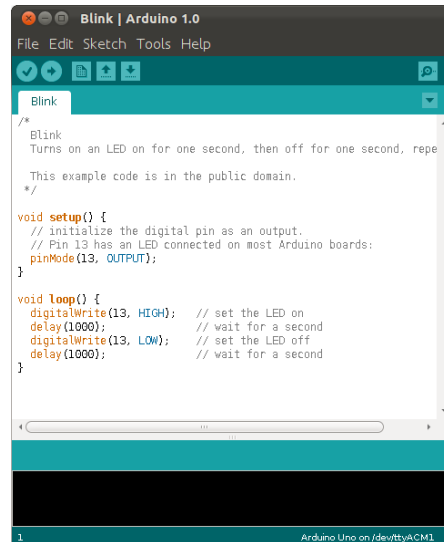 Blink | Arduino 1.0
File Edit Sketch Tools Help
Blink
/*
  Blink
  Turns on an LED on for one second, then off for one second, repe
  This example code is in the public domain.
 */
void setup() {
  // initialize the digital pin as an output.
  // Pin 13 has an LED connected on most Arduino boards:
  pinMode(13, OUTPUT);
}
void loop() {
  digitalWrite(13, HIGH);   // set the LED on
  delay(1000);              // wait for a second
  digitalWrite(13, LOW);    // set the LED off
  delay(1000);              // wait for a second
}
1 Arduino Uno on /dev/ttyACM1